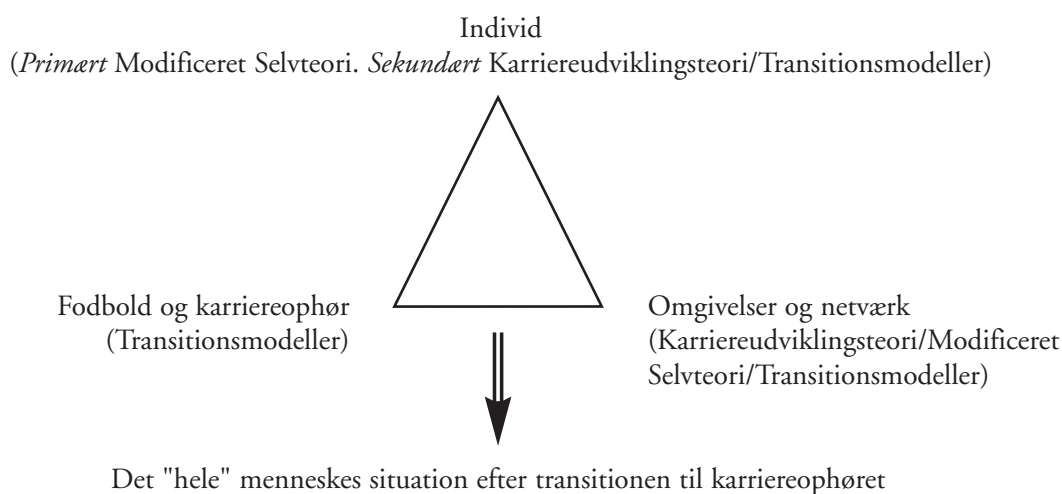 Individ
(Primært Modificeret Selvteori. Sekundært Karriereudviklingsteori/Transitionsmodeller)
Fodbold og karriereophør
(Transitionsmodeller)
Omgivelser og netværk
(Karriereudviklingsteori/Modificeret
Selvteori/Transitionsmodeller)
Det "hele" menneskes situation efter transitionen til karriereophøret